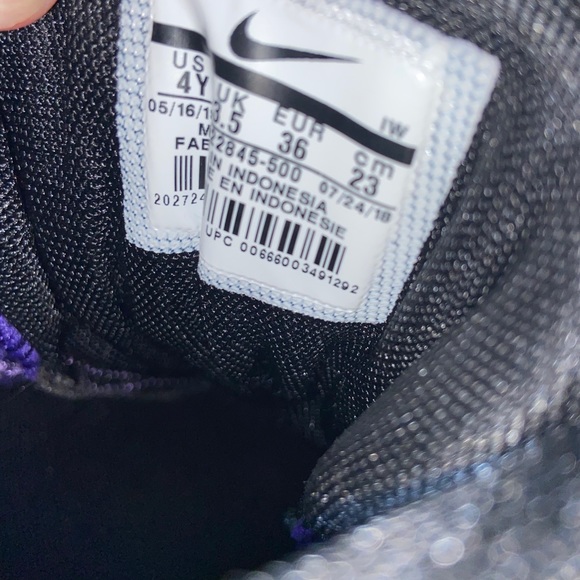 US UK EUR cm IW
4Y 3.5 36 23
05/16/1 07/24/18
2845-500
FAB IN INDONESIA
E EN INDONESIE
20272
UPC 00666003491292